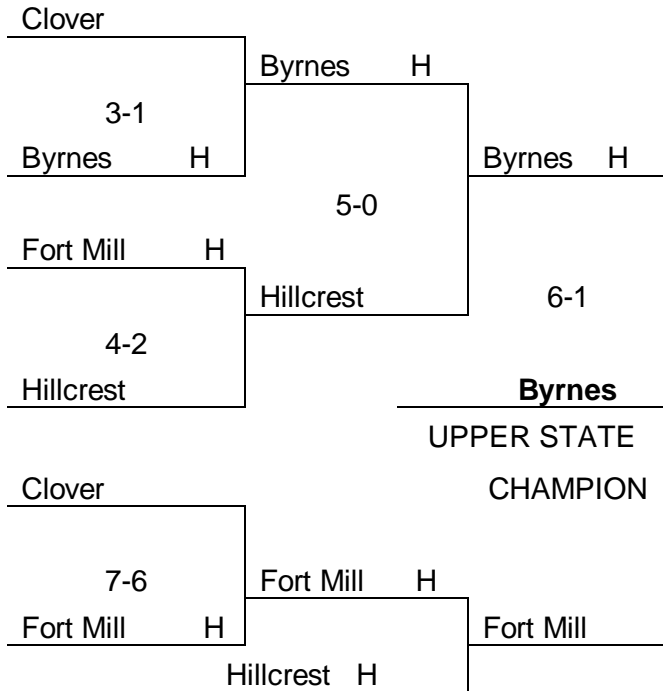 Clover
Byrnes H
3-1
Byrnes H
Byrnes H
5-0
Fort Mill H
Hillcrest
6-1
4-2
Hillcrest
Byrnes
UPPER STATE
Clover
CHAMPION
7-6
Fort Mill H
Fort Mill H
Fort Mill
Hillcrest H